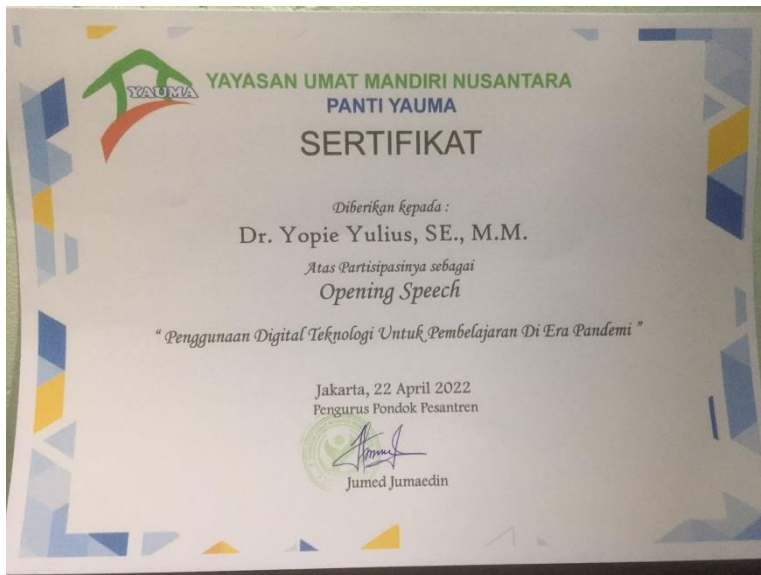 YAUMA
YAYASAN UMAT MANDIRI NUSANTARA
PANTI YAUMA
SERTIFIKAT
Diberikan kepada :
Dr. Yopie Yulius, SE., M.M.
Atas Partisipasinya sebagai
Opening Speech
“ Penggunaan Digital Teknologi Untuk Pembelajaran Di Era Pandemi ”
Jakarta, 22 April 2022
Pengurus Pondok Pesantren
Jumed Jumaedin